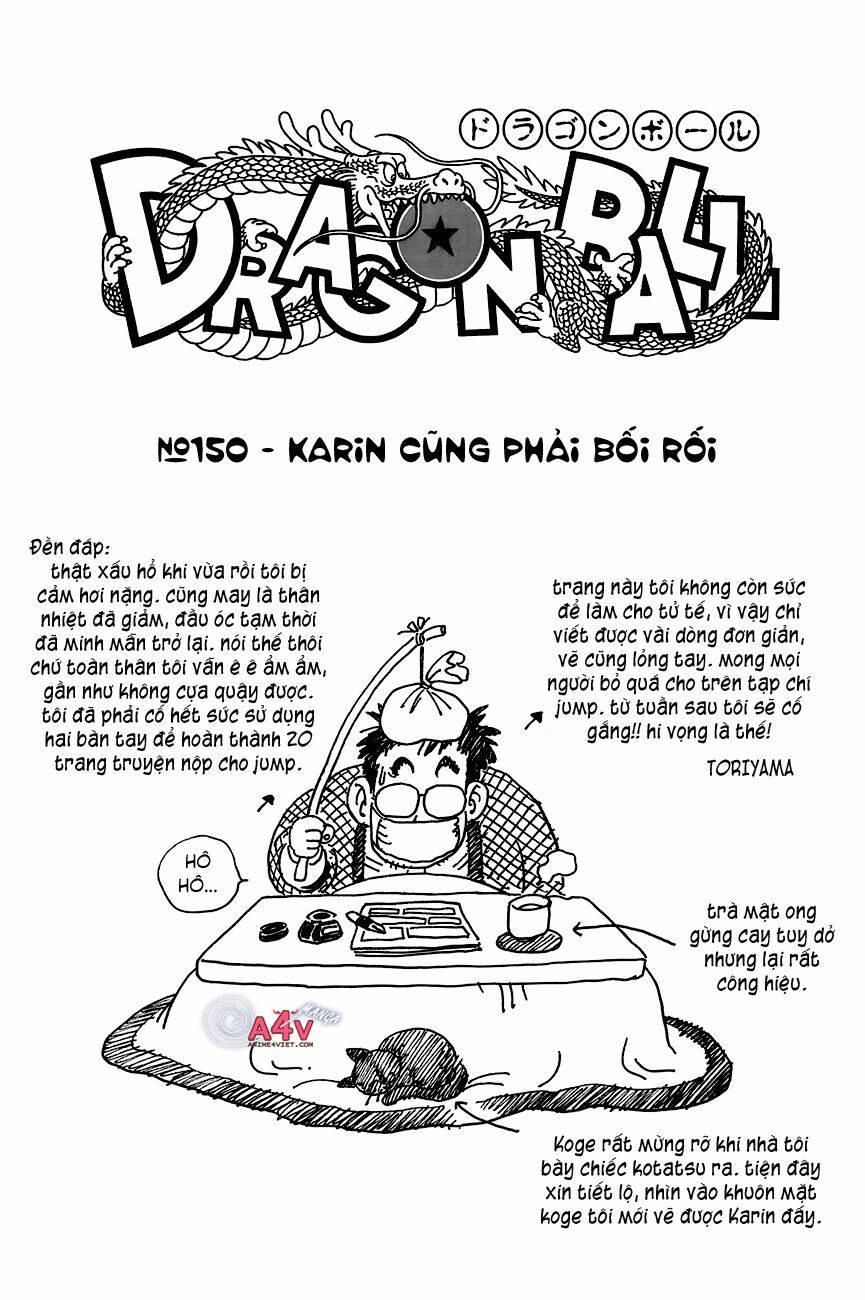 ドラゴンボール
DRAGON BALL
№150 - KARIN CŨNG PHẢI BỐI RỐI
Đền đáp:
thật xấu hổ khi vừa rồi tôi bị
cảm hơi nặng. cũng may là thân
nhiệt đã giảm, đầu óc tạm thời
đã minh mẫn trở lại. nói thế thôi
chứ toàn thân tôi vẫn ê ê ẩm ẩm,
gần như không cựa quậy được.
tôi đã phải cố hết sức sử dụng
hai bàn tay để hoàn thành 20
trang truyện nộp cho jump.
trang này tôi không còn sức
để làm cho tử tế, vì vậy chỉ
viết được vài dòng đơn giản,
vẽ cũng lỏng tay. mong mọi
người bỏ quá cho trên tạp chí
jump. từ tuần sau tôi sẽ cố
gắng!! hi vọng là thế!
TORIYAMA
HÔ
HÔ...
trà mật ong
gừng cay tuy dở
nhưng lại rất
công hiệu.
A4V MANGA
ANIME4VIET.COM
Koge rất mừng rỡ khi nhà tôi
bày chiếc kotatsu ra. tiện đây
xin tiết lộ, nhìn vào khuôn mặt
koge tôi mới vẽ được Karin đấy.